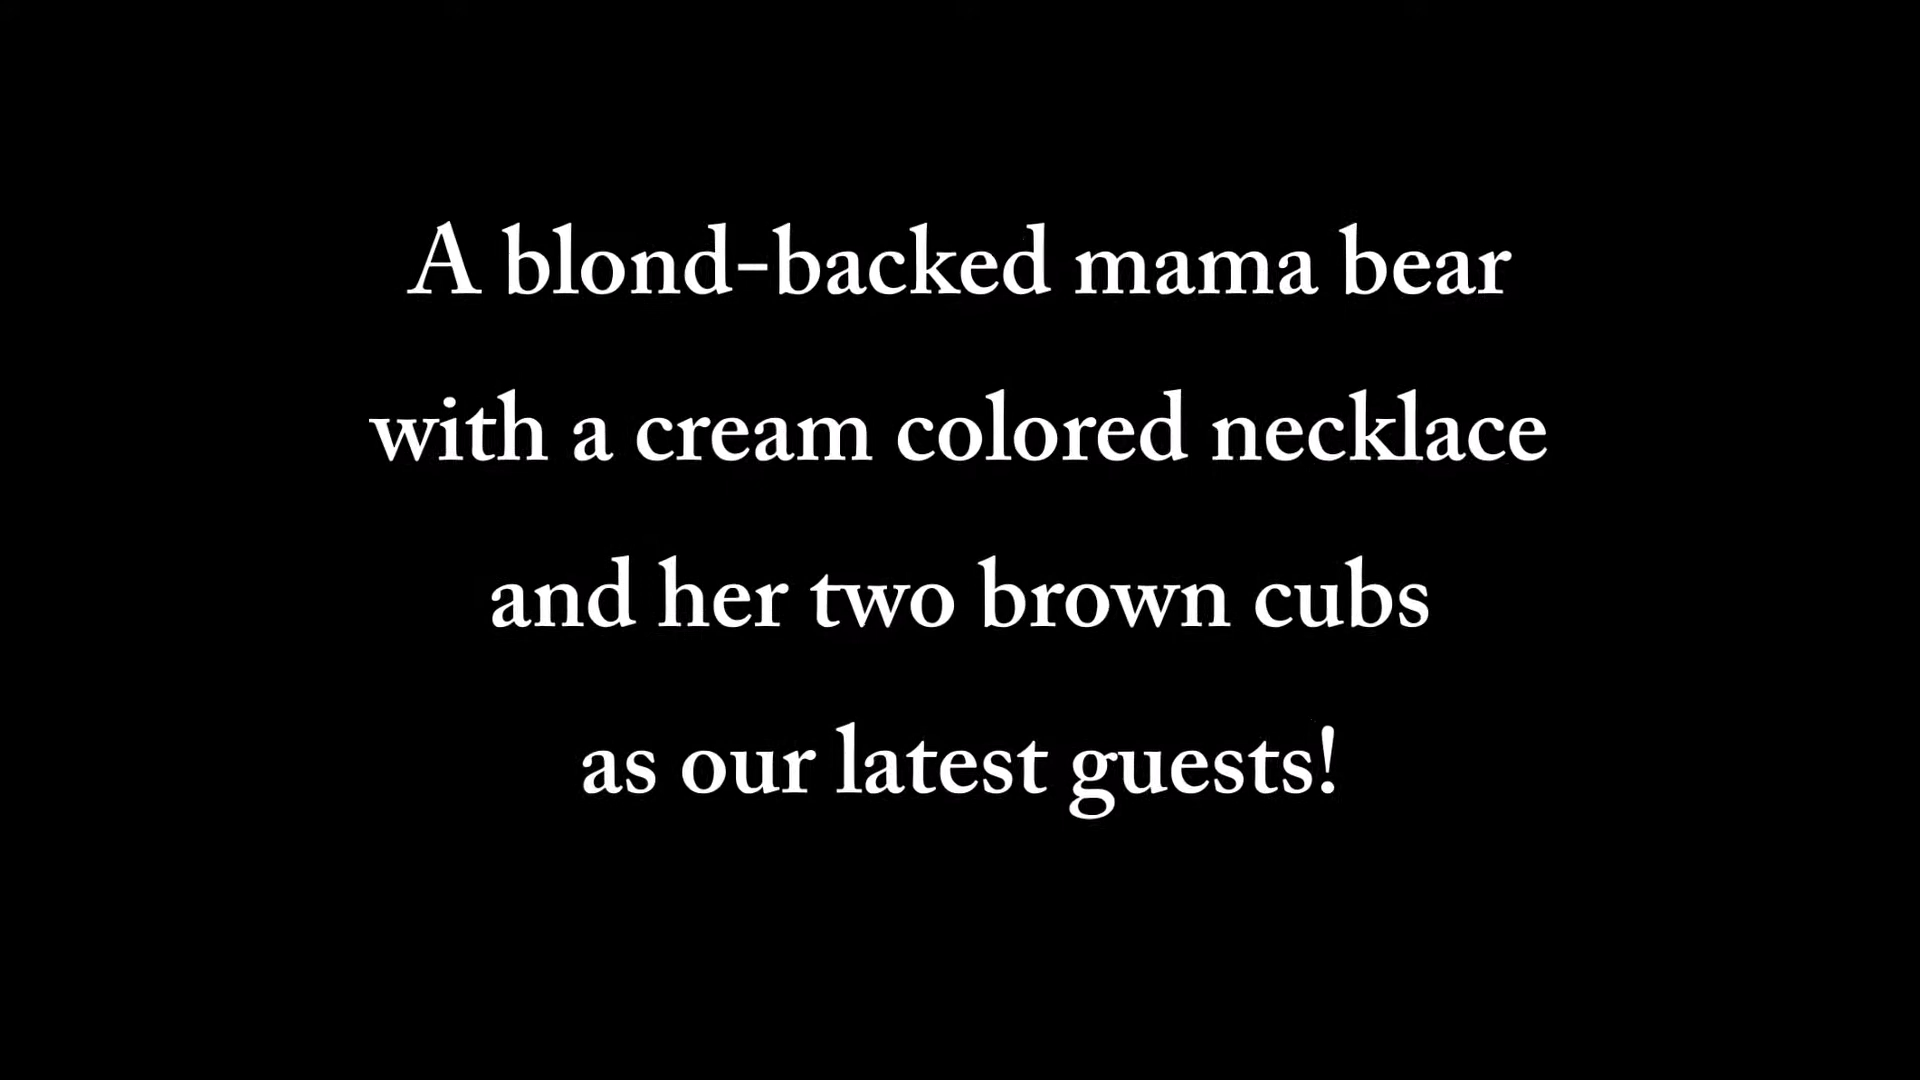 A blond-backed mama bear
with a cream colored necklace
and her two brown cubs
as our latest guests!